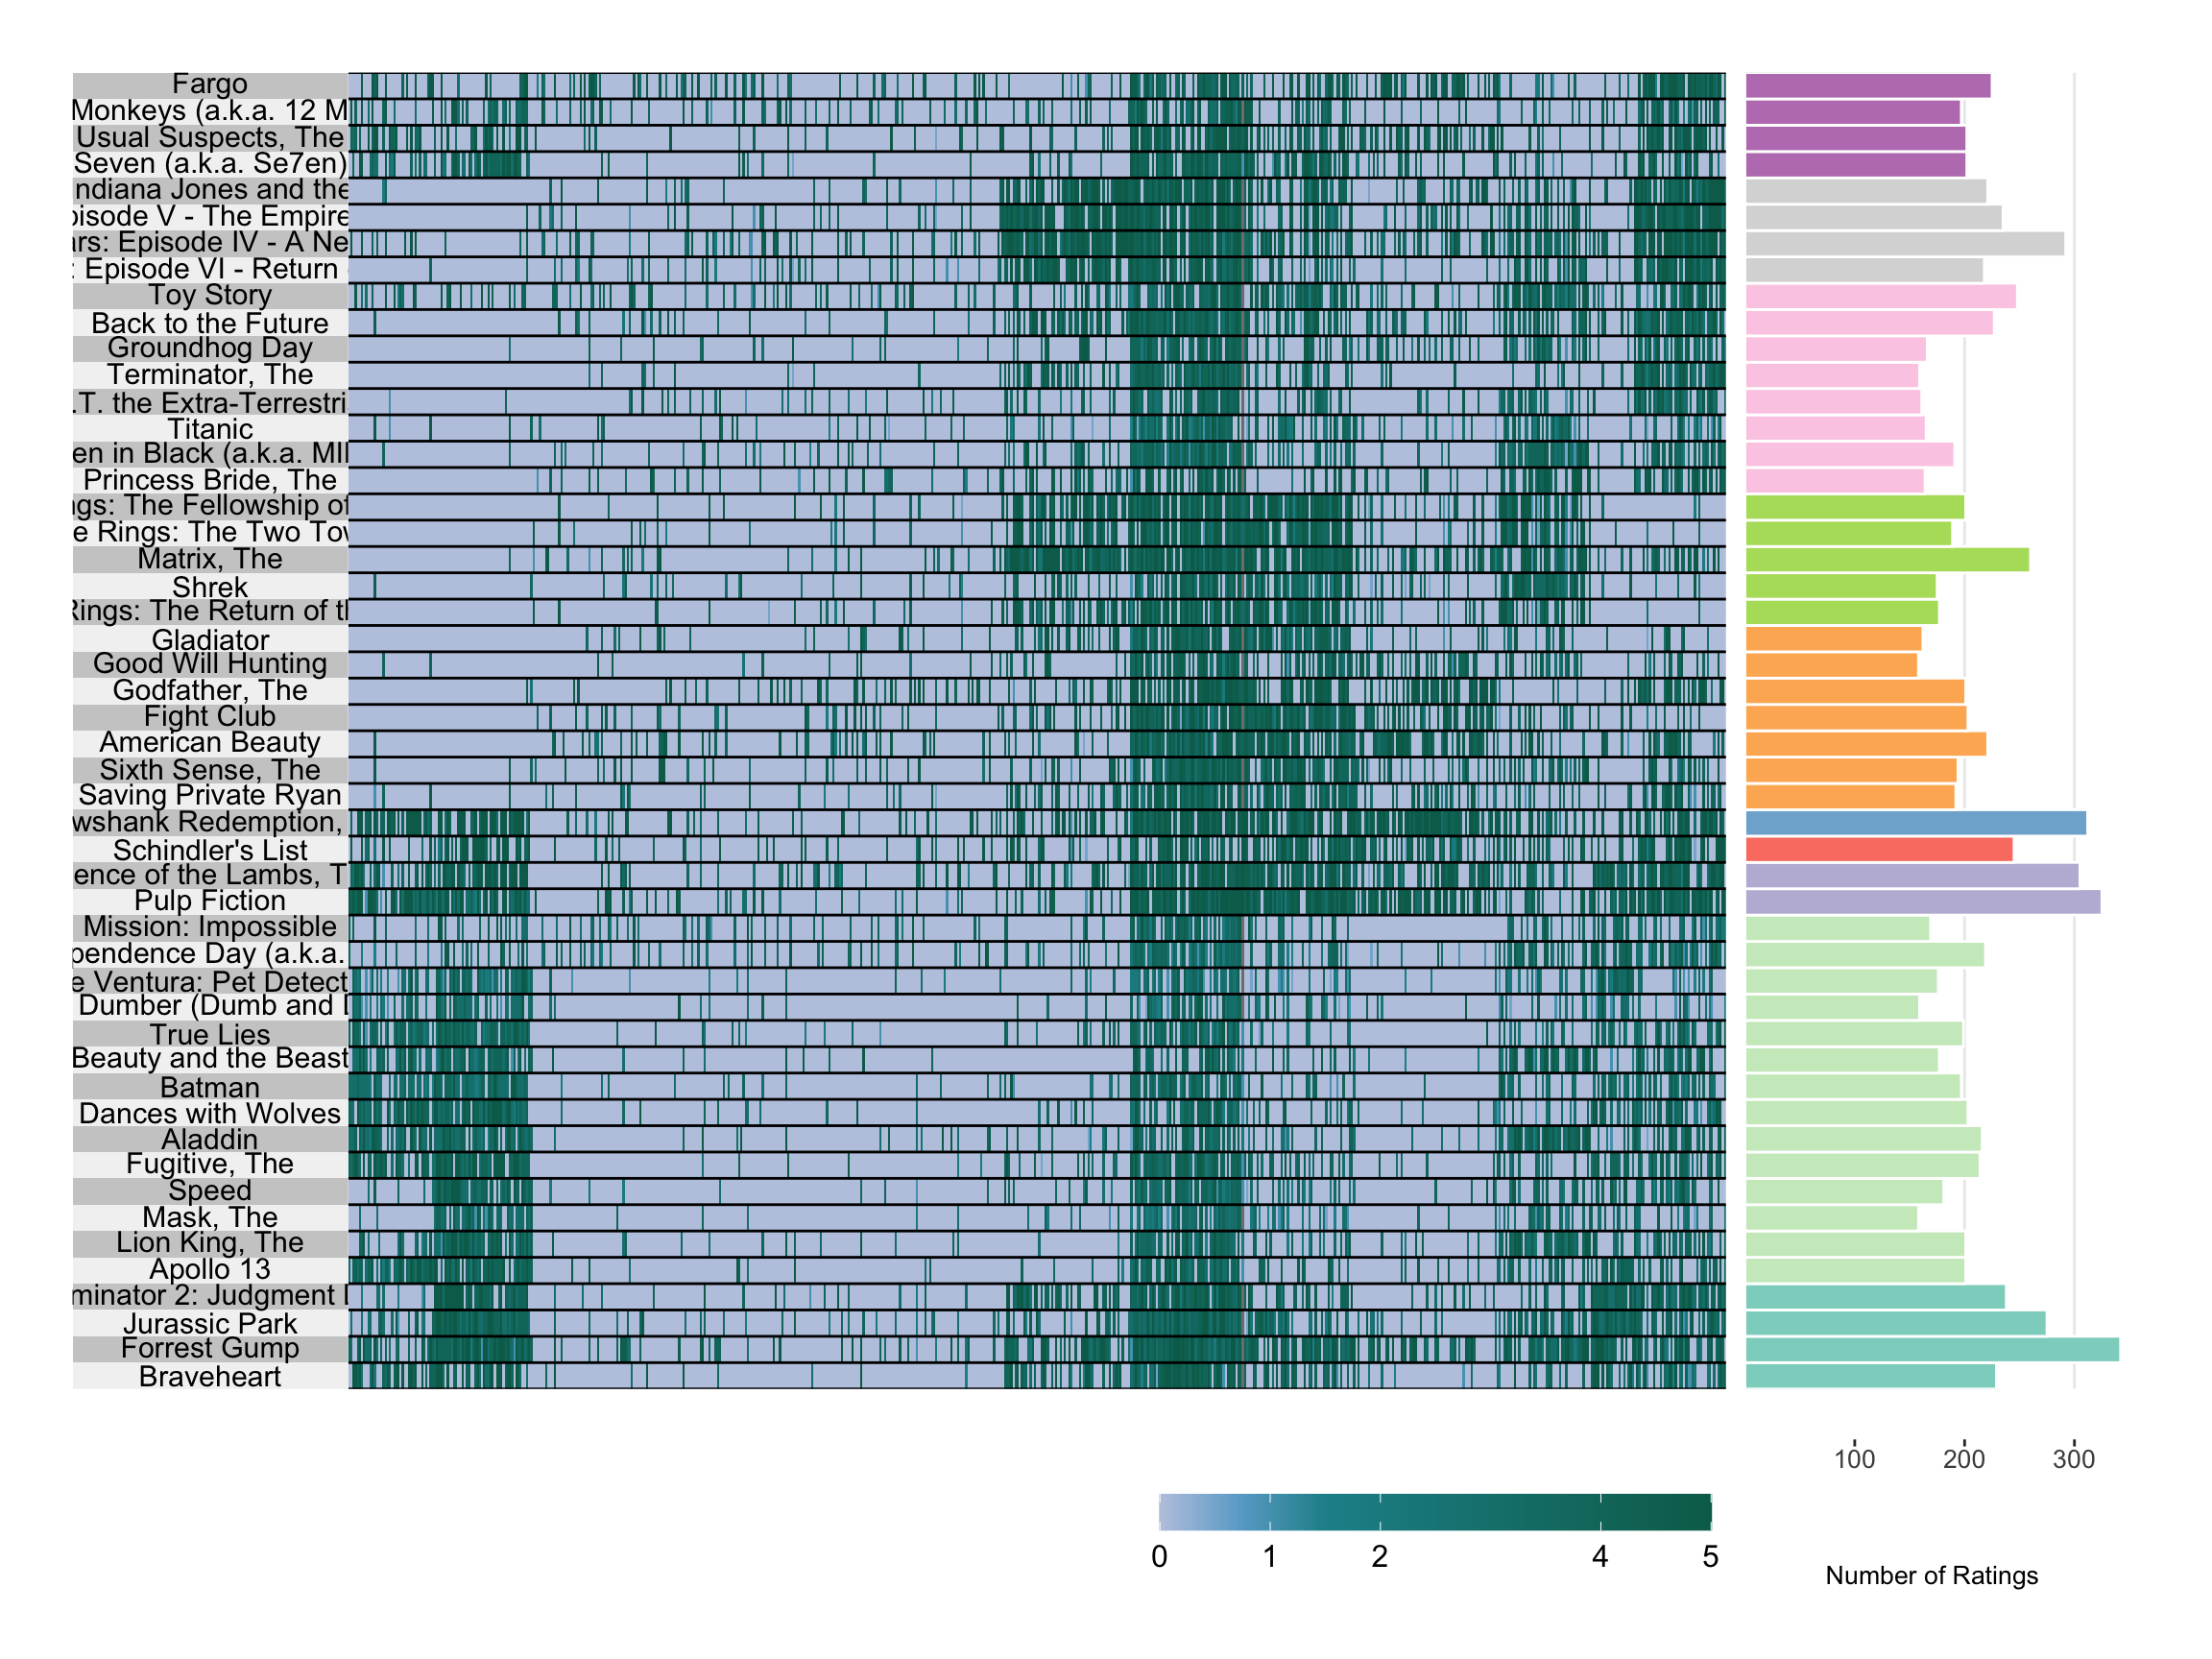 Fargo
Monkeys (a.k.a. 12 M
Usual Suspects, The
Seven (a.k.a. Se7en)
ndiana Jones and the
pisode V - The Empire
ars: Episode IV - A Ne
: Episode VI - Return
Toy Story
Back to the Future
Groundhog Day
Terminator, The
.T. the Extra-Terrestri
Titanic
en in Black (a.k.a. MII
Princess Bride, The
ngs: The Fellowship of
e Rings: The Two Tow
Matrix, The
Shrek
Rings: The Return of th
Gladiator
Good Will Hunting
Godfather, The
Fight Club
American Beauty
Sixth Sense, The
Saving Private Ryan
wshank Redemption,
Schindler's List
ence of the Lambs, T
Pulp Fiction
Mission: Impossible
pendence Day (a.k.a.
e Ventura: Pet Detect
Dumber (Dumb and D
True Lies
Beauty and the Beast
Batman
Dances with Wolves
Aladdin
Fugitive, The
Speed
Mask, The
Lion King, The
Apollo 13
minator 2: Judgment D
Jurassic Park
Forrest Gump
Braveheart
100 200 300
0 1 2 4 5
Number of Ratings